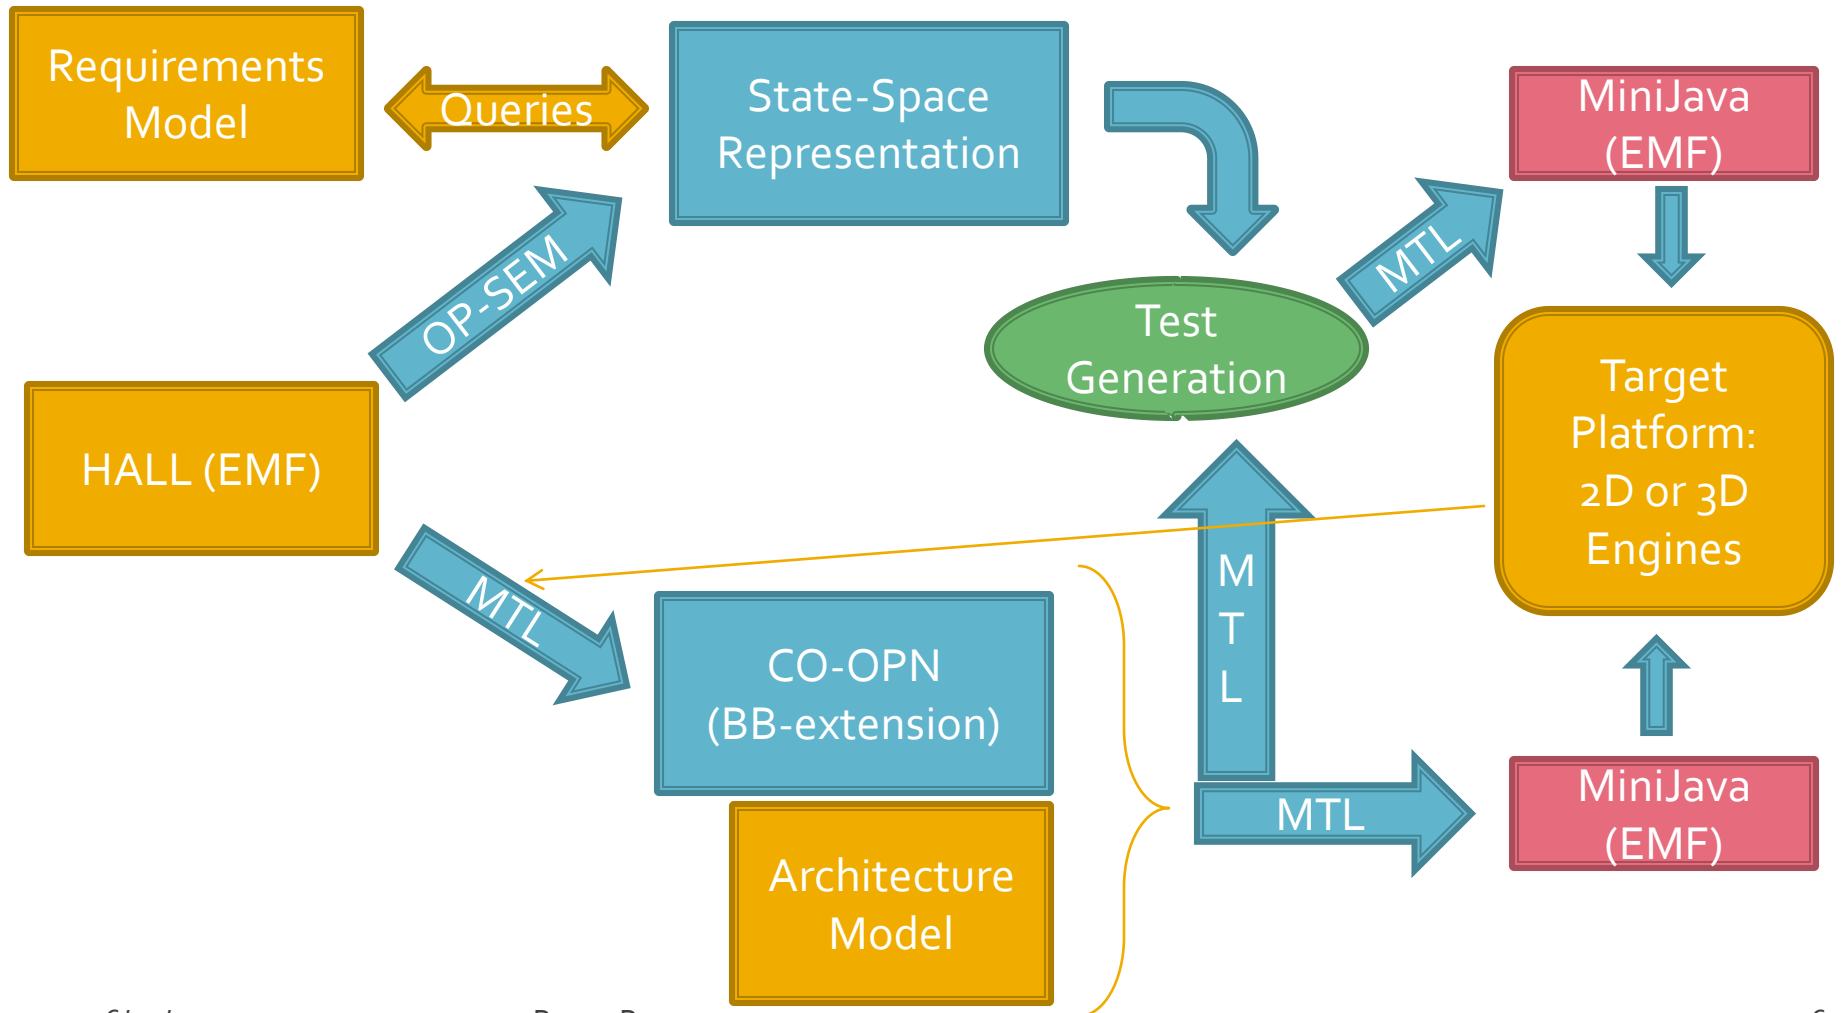 Requirements
Model
Queries
State-Space
Representation
MiniJava
(EMF)
OP-SEM
MTL
Test
Generation
Target
Platform:
2D or 3D
Engines
HALL (EMF)
MTL
M
T
L
CO-OPN
(BB-extension)
MTL
MiniJava
(EMF)
Architecture
Model